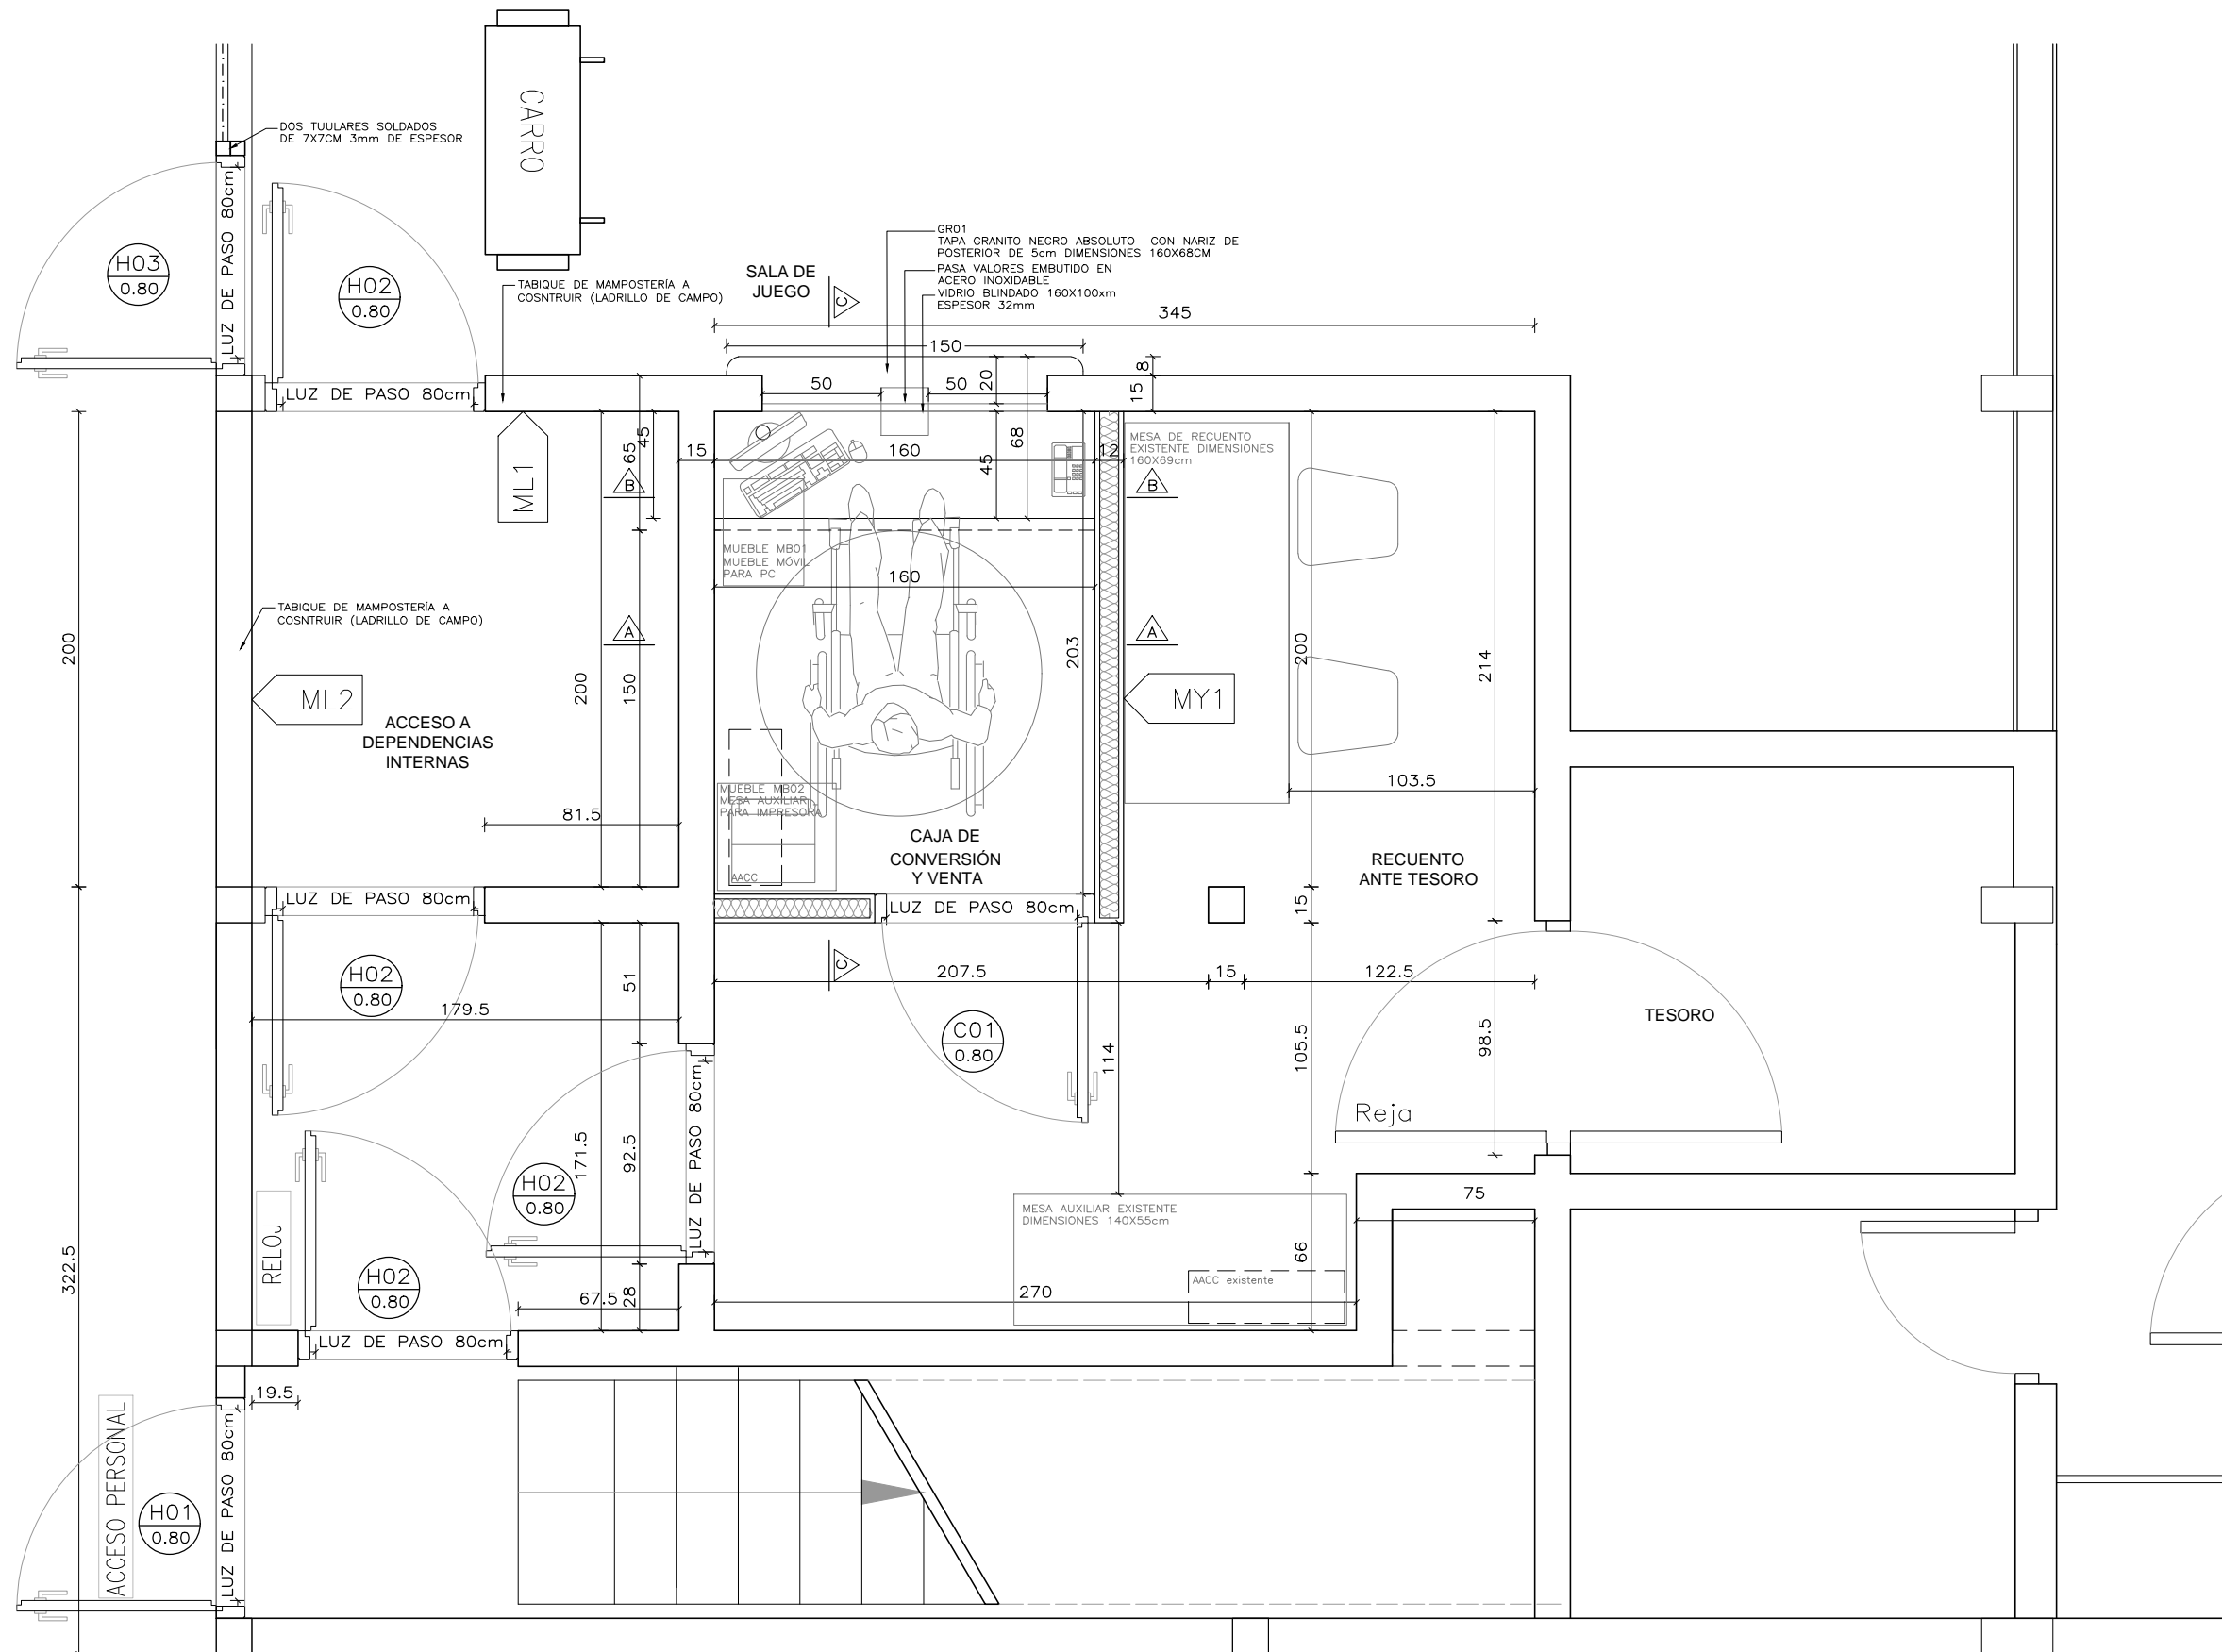 CARRO
DOS TUULARES SOLDADOS
DE 7X7CM 3mm DE ESPESOR
LUZ DE PASO 80cm
H03
0.80
H02
0.80
GR01
TAPA GRANITO NEGRO ABSOLUTO CON NARIZ DE
POSTERIOR DE 5cm DIMENSIONES 160X68CM
PASA VALORES EMBUTIDO EN
ACERO INOXIDABLE
VIDRIO BLINDADO 160X100xm
ESPESOR 32mm
SALA DE
JUEGO
C
TABIQUE DE MAMPOSTERÍA A
COSNTRUIR (LADRILLO DE CAMPO)
345
150
8
15
20
50
50
LUZ DE PASO 80cm
ML1
65
45
15
160
45
68
12
MESA DE RECUENTO
EXISTENTE DIMENSIONES
160X69cm
B
B
MUEBLE MB01
MUEBLE MÓVIL
PARA PC
160
TABIQUE DE MAMPOSTERÍA A
COSNTRUIR (LADRILLO DE CAMPO)
A
A
200
200
150
203
200
214
ML2
MY1
ACCESO A
DEPENDENCIAS
INTERNAS
103.5
MUEBLE MB02
MESA AUXILIAR
PARA IMPRESORA
81.5
CAJA DE
CONVERSIÓN
Y VENTA
RECUENTO
ANTE TESORO
AACC
LUZ DE PASO 80cm
LUZ DE PASO 80cm
15
C
H02
0.80
51
207.5
15
122.5
179.5
C01
0.80
TESORO
114
105.5
98.5
Reja
322.5
RELOJ
171.5
92.5
LUZ DE PASO 80cm
H02
0.80
75
MESA AUXILIAR EXISTENTE
DIMENSIONES 140X55cm
66
H02
0.80
67.5
28
270
AACC existente
LUZ DE PASO 80cm
19.5
ACCESO PERSONAL
LUZ DE PASO 80cm
H01
0.80